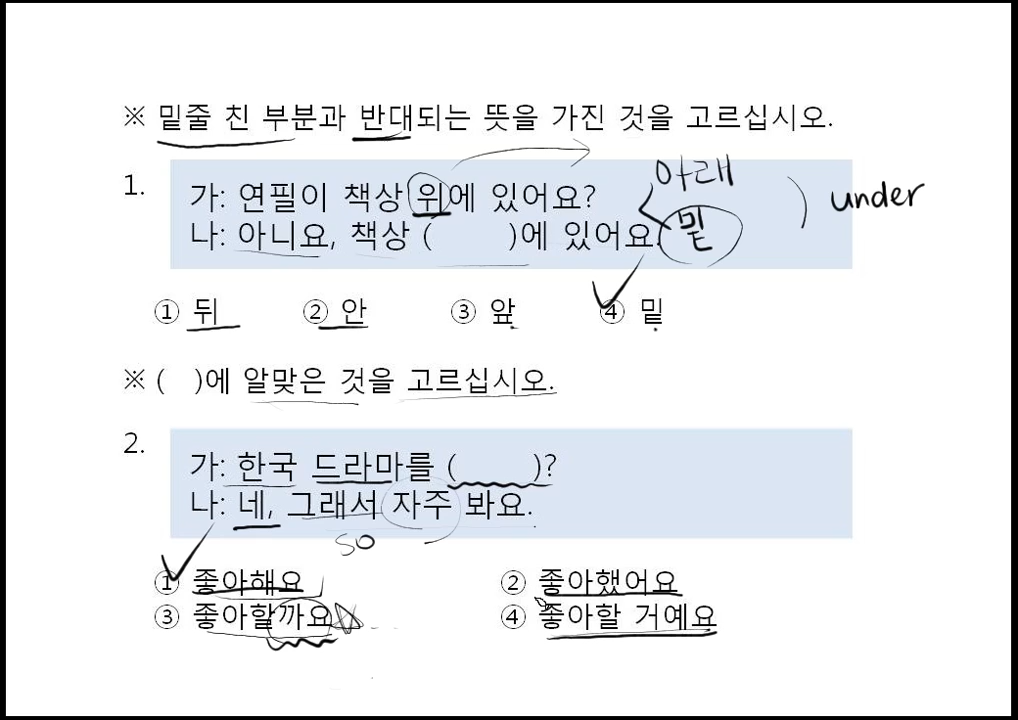 ※ 밑줄 친 부분과 반대되는 뜻을 가진 것을 고르십시오.
1.
가: 연필이 책상 위에 있어요?
나: 아니요, 책상 ( )에 있어요.
아래
밑
under
① 뒤 ② 안 ③ 앞 ④ 밑
※ ( )에 알맞은 것을 고르십시오.
2.
가: 한국 드라마를 ( )?
나: 네, 그래서 자주 봐요.
so
① 좋아해요 ② 좋아했어요
③ 좋아할까요 ④ 좋아할 거예요